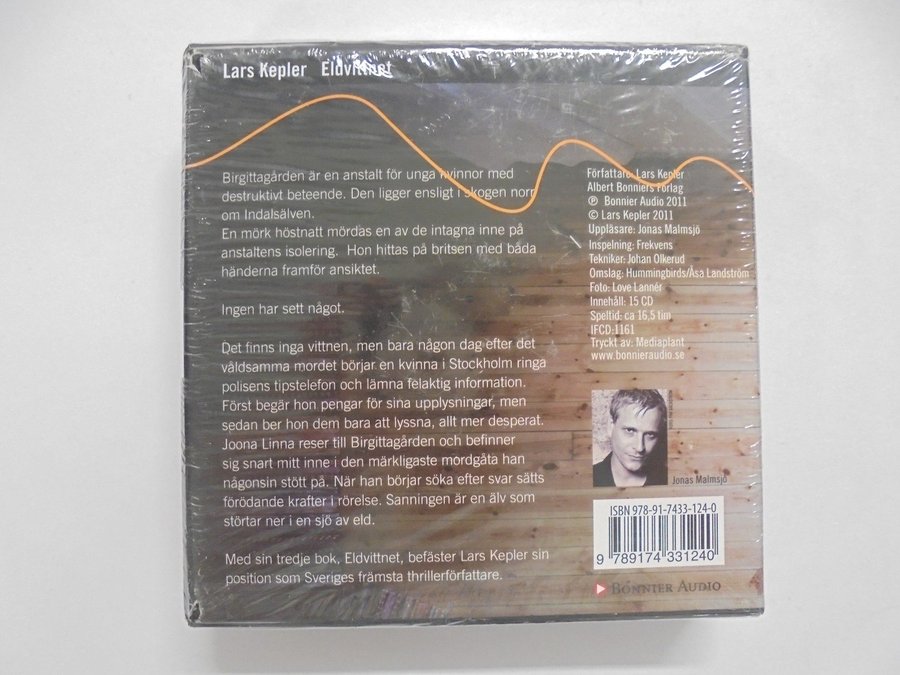 Lars Kepler Eldvittnet
Birgittagården är en anstalt för unga kvinnor med
destruktivt beteende. Den ligger ensligt i skogen norr
om Indalsälven.
En mörk höstnatt mördas en av de intagna inne på
anstaltens isolering. Hon hittas på britsen med båda
händerna framför ansiktet.
Ingen har sett något.
Det finns inga vittnen, men bara någon dag efter det
våldsamma mordet börjar en kvinna i Stockholm ringa
polisens tipstelefon och lämna felaktig information.
Först begär hon pengar för sina upplysningar, men
sedan ber hon dem bara att lyssna, allt mer desperat.
Joona Linna reser till Birgittagården och befinner
sig snart mitt inne i den märkligaste mordgåta han
någonsin stött på. När han börjar söka efter svar sätts
förödande krafter i rörelse. Sanningen är en älv som
störtar ner i en sjö av eld.
Med sin tredje bok, Eldvittnet, befäster Lars Kepler sin
position som Sveriges främsta thrillerförfattare.
Författare: Lars Kepler
Albert Bonniers Förlag
℗ Bonnier Audio 2011
© Lars Kepler 2011
Uppläsare: Jonas Malmsjö
Inspelning: Frekvens
Tekniker: Johan Olkerud
Omslag: Hummingbirds/Åsa Landström
Foto: Love Lannér
Innehåll: 15 CD
Speltid: ca 16,5 tim
IFCD:1161
Tryckt av: Mediaplant
www.bonnieraudio.se
Jonas Malmsjö
ISBN 978-91-7433-124-0
9 789174 331240
BONNIER AUDIO